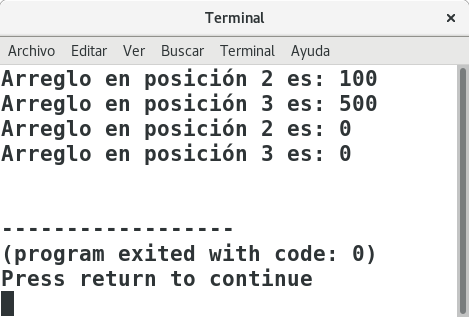 Terminal
Archivo Editar Ver Buscar Terminal Ayuda
Arreglo en posición 2 es: 100
Arreglo en posición 3 es: 500
Arreglo en posición 2 es: 0
Arreglo en posición 3 es: 0
------------------
(program exited with code: 0)
Press return to continue